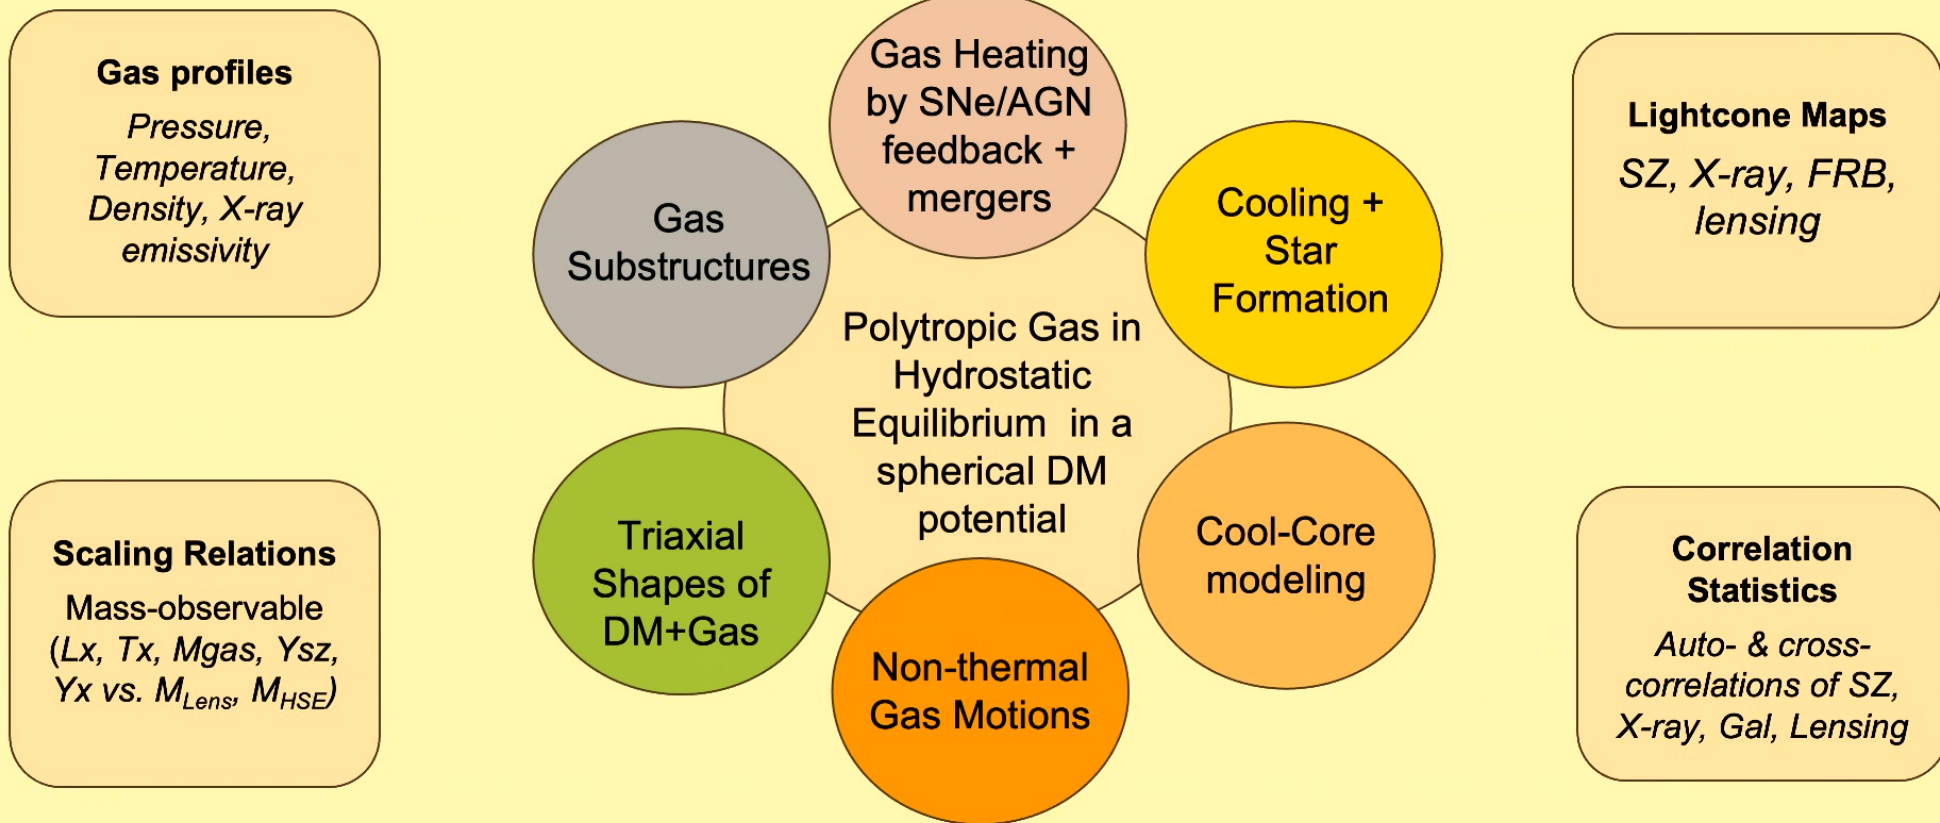 Gas profiles
Pressure,
Temperature,
Density, X-ray
emissivity
Scaling Relations
Mass-observable
(Lx, Tx, Mgas, Ysz,
Yx vs. M_Lens, M_HSE)
Gas Heating
by SNe/AGN
feedback +
mergers
Gas
Substructures
Cooling +
Star
Formation
Polytropic Gas in
Hydrostatic
Equilibrium  in a
spherical DM
potential
Triaxial
Shapes of
DM+Gas
Cool-Core
modeling
Non-thermal
Gas Motions
Lightcone Maps
SZ, X-ray, FRB,
lensing
Correlation
Statistics
Auto- & cross-
correlations of SZ,
X-ray, Gal, Lensing